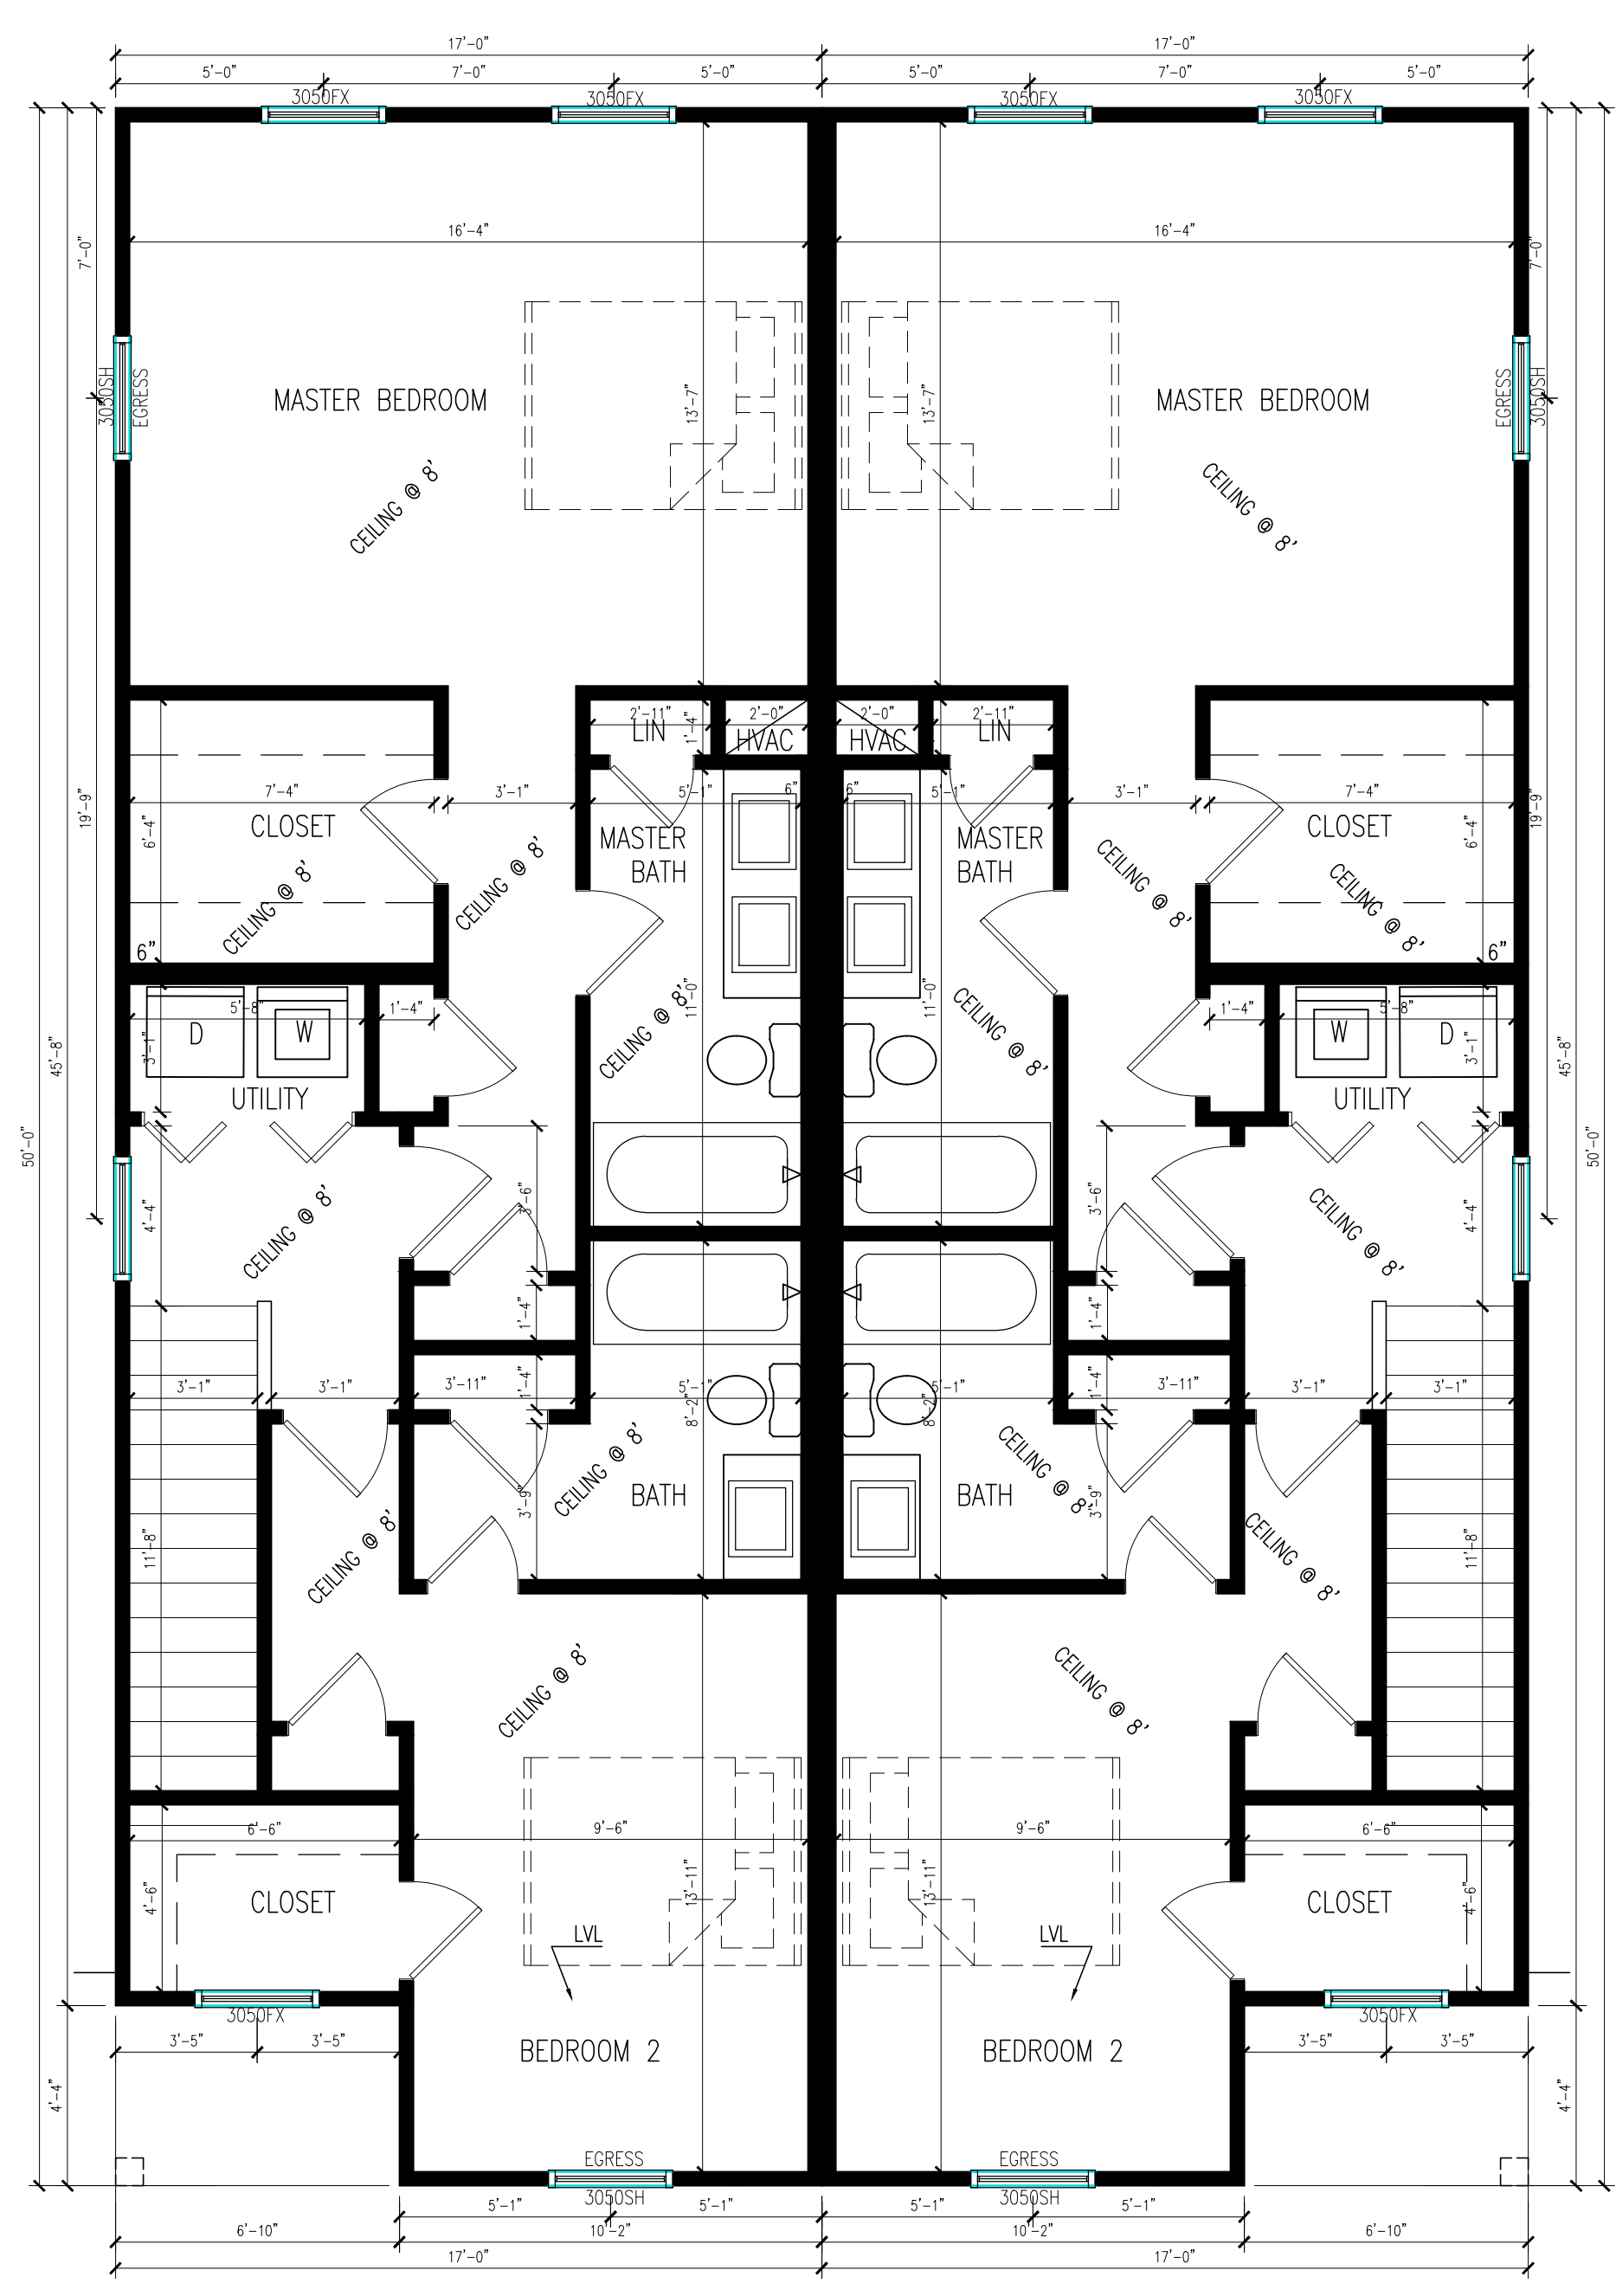 17'-0" 17'-0"
5'-0" 7'-0" 5'-0" 5'-0" 7'-0" 5'-0"
3050FX 3050FX 3050FX 3050FX
16'-4" 16'-4"
7'-0" 7'-0"
3050SH EGRESS EGRESS 3050SH
MASTER BEDROOM 13'-7" 13'-7" MASTER BEDROOM
CEILING @ 8' CEILING @ 8'
2'-11" 1'-4" 2'-0" 2'-0" 2'-11"
LIN HVAC HVAC LIN
7'-4" 3'-1" 5'-1" 6" 6" 5'-1" 3'-1" 7'-4"
19'-9" 19'-9"
6'-4" CLOSET CLOSET 6'-4"
MASTER MASTER
BATH BATH
CEILING @ 8' CEILING @ 8' CEILING @ 8' CEILING @ 8'
6" 6"
5'-8" 1'-4" 11'-0" 11'-0" 1'-4" 5'-8"
45'-8" 3'-1" D W W D 3'-1" 45'-8"
CEILING @ 8' CEILING @ 8'
UTILITY UTILITY
50'-0" 50'-0"
4'-4" 3'-6" 3'-6" 4'-4"
CEILING @ 8' CEILING @ 8'
1'-4" 1'-4"
3'-1" 3'-1" 3'-11" 1'-4" 5'-1" 5'-1" 1'-4" 3'-11" 3'-1" 3'-1"
8'-2" 8'-2"
CEILING @ 8' CEILING @ 8'
3'-9" BATH BATH 3'-9"
11'-8" CEILING @ 8' CEILING @ 8' 11'-8"
CEILING @ 8' CEILING @ 8'
6'-6" 9'-6" 9'-6" 6'-6"
4'-6" CLOSET 13'-11" 13'-11" CLOSET 4'-6"
LVL LVL
3050FX 3050FX
3'-5" 3'-5" 3'-5" 3'-5"
BEDROOM 2 BEDROOM 2
4'-4" 4'-4"
EGRESS EGRESS
3050SH 3050SH
5'-1" 5'-1" 5'-1" 5'-1"
6'-10" 10'-2" 10'-2" 6'-10"
17'-0" 17'-0"